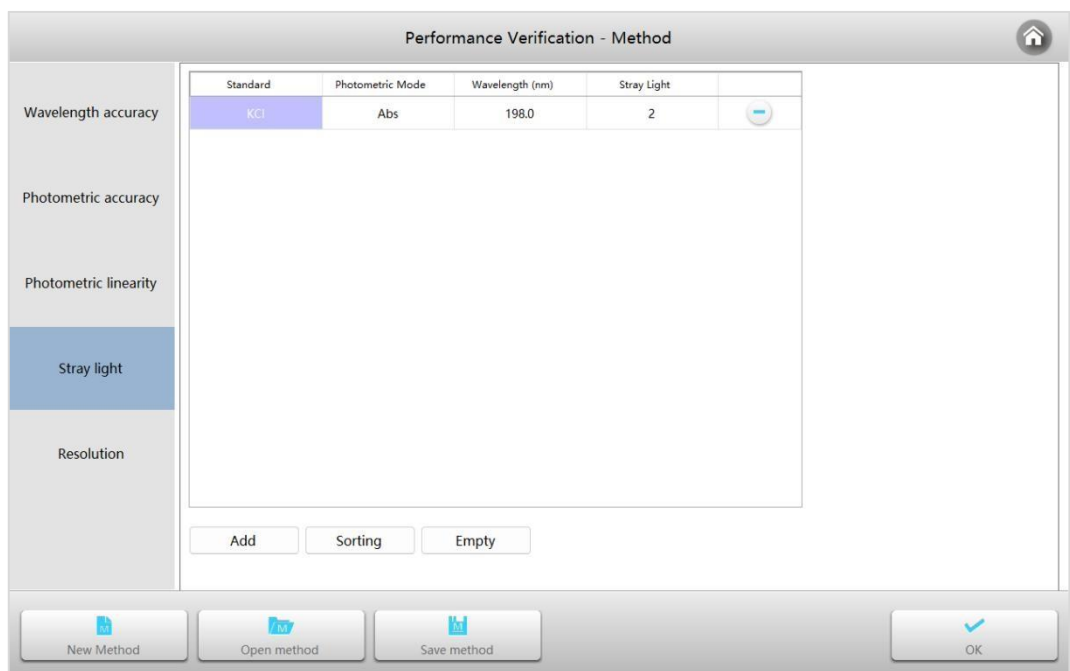 Performance Verification - Method
Standard Photometric Mode Wavelength (nm) Stray Light
KCl Abs 198.0 2
Wavelength accuracy
Photometric accuracy
Photometric linearity
Stray light
Resolution
Add Sorting Empty
M M M
New Method Open method Save method OK